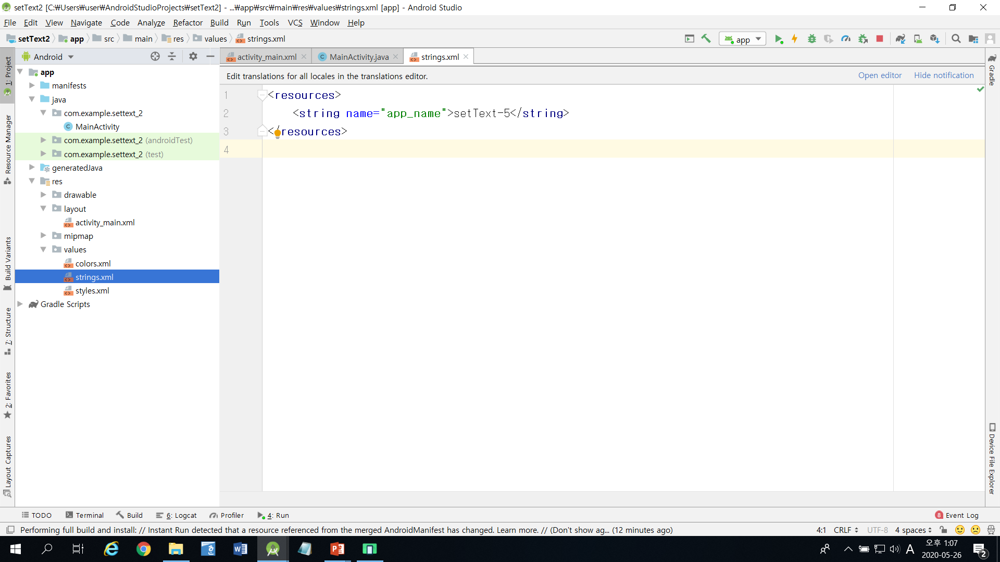 setText2 [C:₩Users₩user₩AndroidStudioProjects₩setText2] - ...₩app₩src₩main₩res₩values₩strings.xml [app] - Android Studio
File Edit View Navigate Code Analyze Refactor Build Run Tools VCS Window Help
setText2 app src main res values strings.xml app
1: Project
Resource Manager
Build Variants
7: Structure
2: Favorites
Layout Captures
Android
app
manifests
java
com.example.settext_2
MainActivity
com.example.settext_2 (androidTest)
com.example.settext_2 (test)
generatedJava
res
drawable
layout
activity_main.xml
mipmap
values
colors.xml
strings.xml
styles.xml
Gradle Scripts
activity_main.xml MainActivity.java strings.xml
Edit translations for all locales in the translations editor. Open editor Hide notification
1 <resources>
2 <string name="app_name">setText-5</string>
3 </resources>
4
Gradle
Device File Explorer
TODO Terminal Build 6: Logcat Profiler 4: Run 8 Event Log
Performing full build and install: // Instant Run detected that a resource referenced from the merged AndroidManifest has changed. Learn more. // (Don't show ag... (12 minutes ago) 4:1 CRLF UTF-8 4 spaces
A 오후 1:07
2020-05-26 2